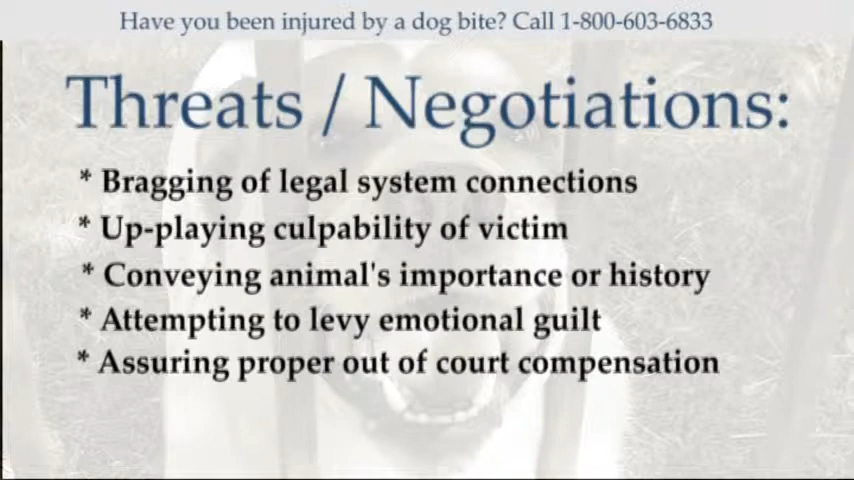 Have you been injured by a dog bite? Call 1-800-603-6833
Threats / Negotiations:
* Bragging of legal system connections
* Up-playing culpability of victim
* Conveying animal's importance or history
* Attempting to levy emotional guilt
* Assuring proper out of court compensation